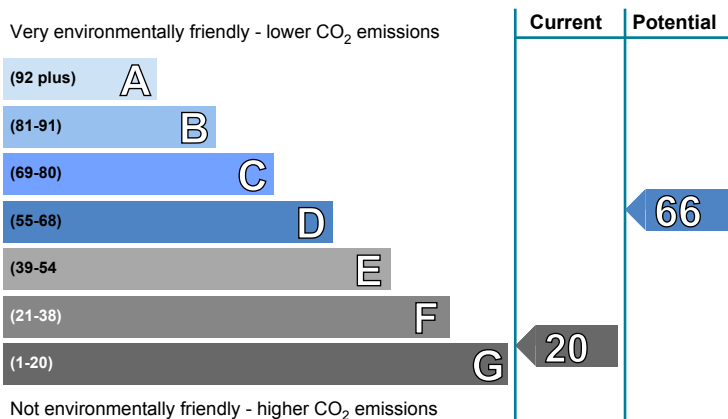 Current Potential
Very environmentally friendly - lower CO2 emissions
(92 plus) A
(81-91) B
(69-80) C
(55-68) D
66
(39-54 E
(21-38) F
20
(1-20) G
Not environmentally friendly - higher CO2 emissions